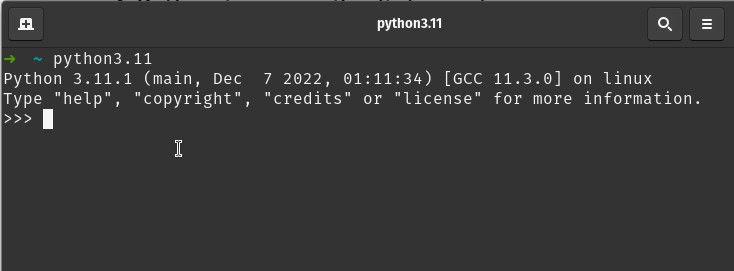 python3.11
➜  ~ python3.11
Python 3.11.1 (main, Dec  7 2022, 01:11:34) [GCC 11.3.0] on linux
Type "help", "copyright", "credits" or "license" for more information.
>>>